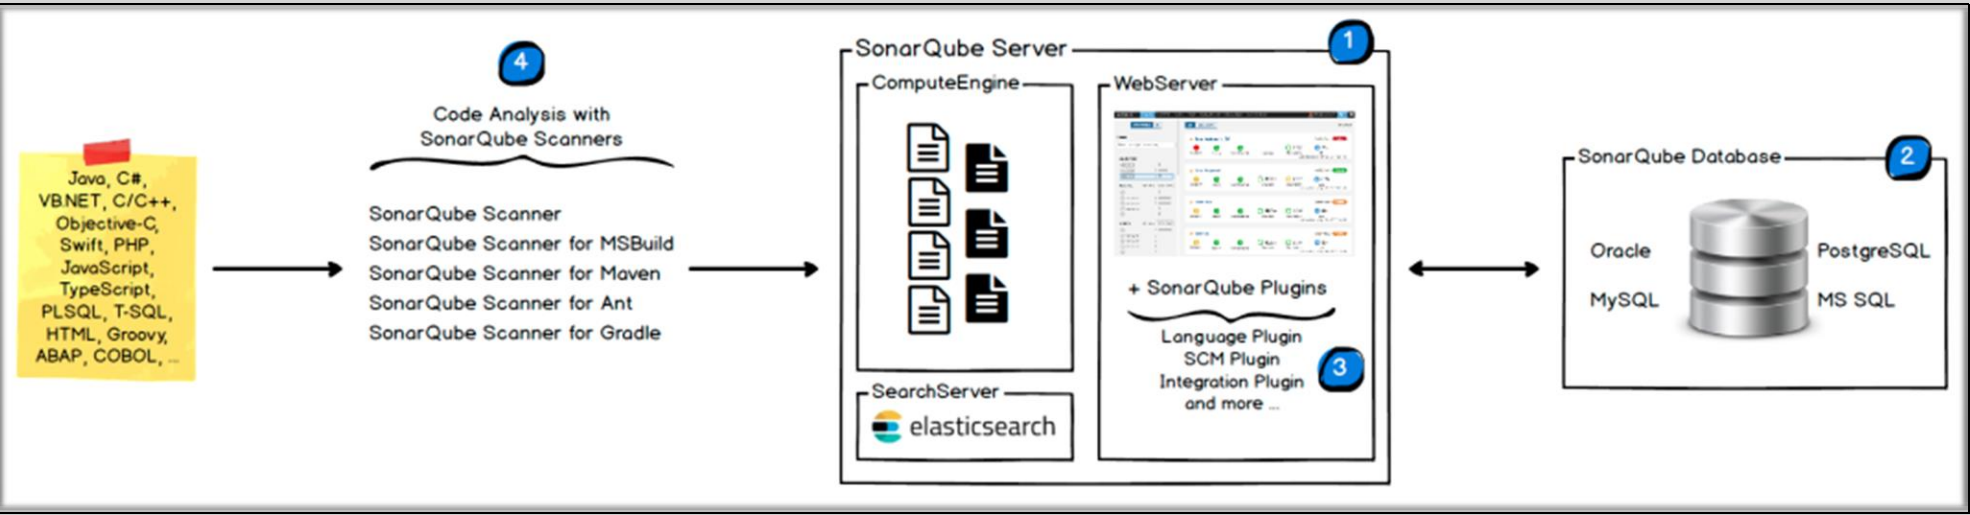 Java, C#,
VB.NET, C/C++,
Objective-C,
Swift, PHP,
JavaScript,
TypeScript,
PLSQL, T-SQL,
HTML, Groovy,
ABAP, COBOL, ...
4
Code Analysis with
SonarQube Scanners
SonarQube Scanner
SonarQube Scanner for MSBuild
SonarQube Scanner for Maven
SonarQube Scanner for Ant
SonarQube Scanner for Gradle
SonarQube Server
1
ComputeEngine
SearchServer
elasticsearch
WebServer
+ SonarQube Plugins
Language Plugin
SCM Plugin
Integration Plugin
and more ...
3
SonarQube Database
2
Oracle
MySQL
PostgreSQL
MS SQL